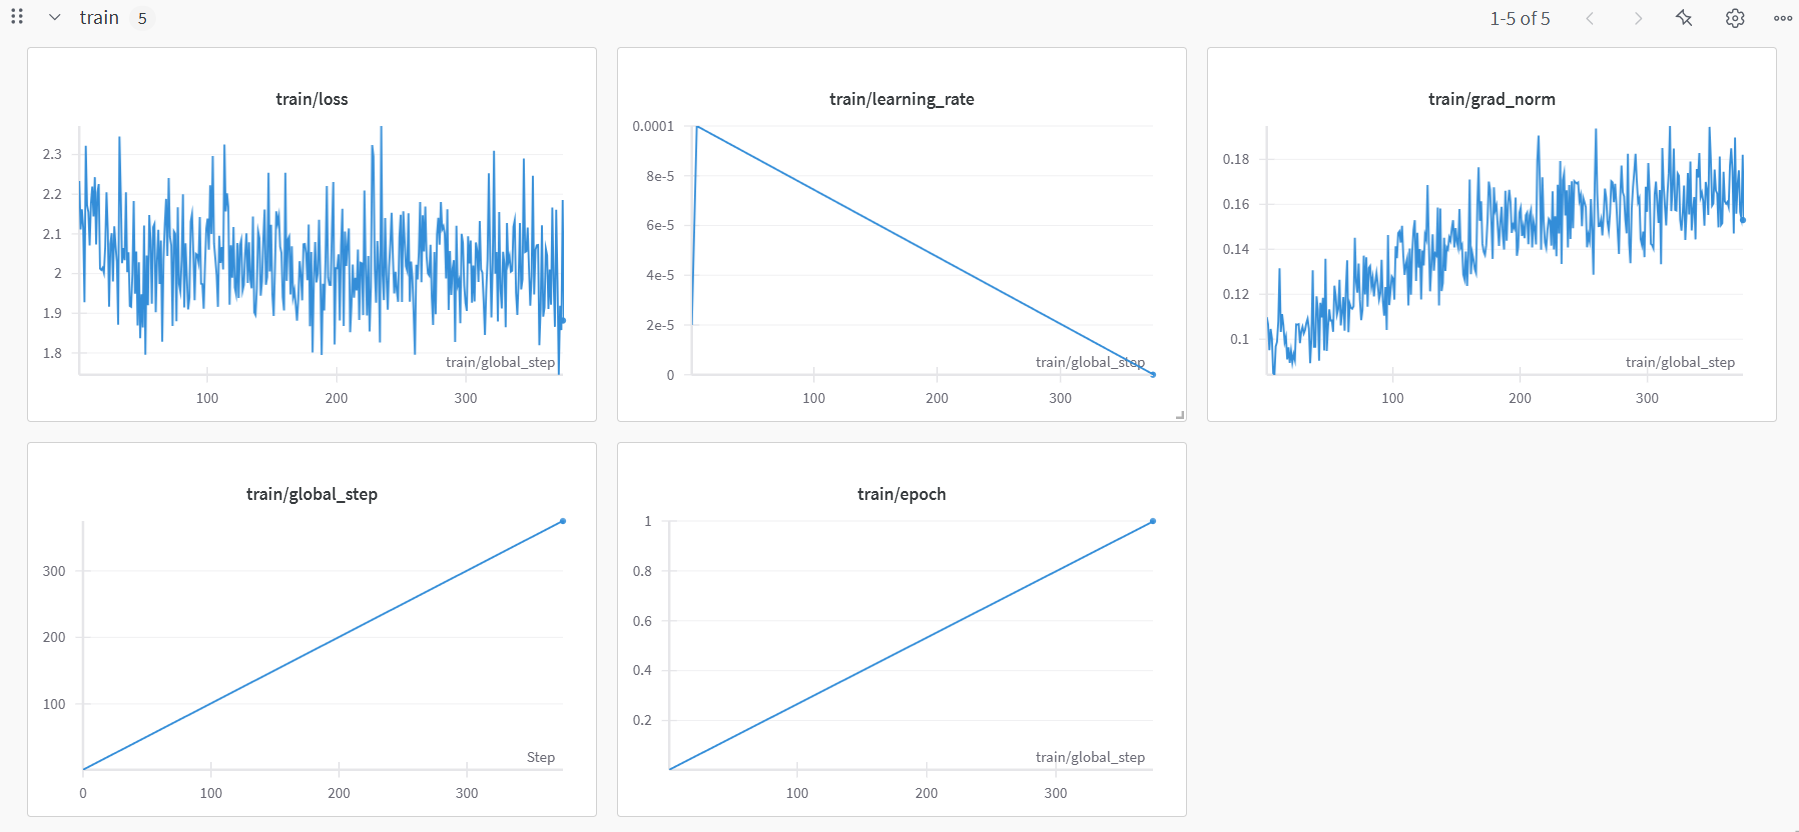 train 5
1-5 of 5
train/loss
2.3
2.2
2.1
2
1.9
1.8
train/global_step
100 200 300
train/learning_rate
0.0001
8e-5
6e-5
4e-5
2e-5
0
train/global_step
100 200 300
train/grad_norm
0.18
0.16
0.14
0.12
0.1
train/global_step
100 200 300
train/global_step
300
200
100
Step
0 100 200 300
train/epoch
1
0.8
0.6
0.4
0.2
train/global_step
100 200 300